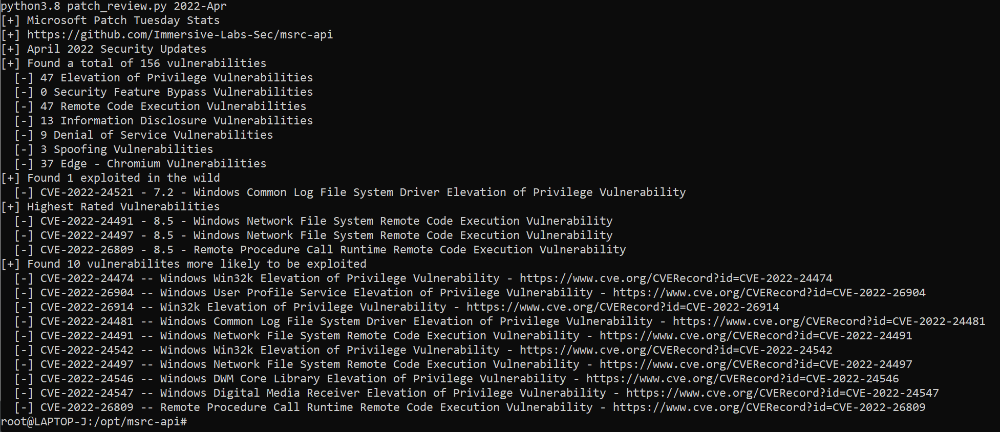 python3.8 patch_review.py 2022-Apr
[+] Microsoft Patch Tuesday Stats
[+] https://github.com/Immersive-Labs-Sec/msrc-api
[+] April 2022 Security Updates
[+] Found a total of 156 vulnerabilities
  [-] 47 Elevation of Privilege Vulnerabilities
  [-] 0 Security Feature Bypass Vulnerabilities
  [-] 47 Remote Code Execution Vulnerabilities
  [-] 13 Information Disclosure Vulnerabilities
  [-] 9 Denial of Service Vulnerabilities
  [-] 3 Spoofing Vulnerabilities
  [-] 37 Edge - Chromium Vulnerabilities
[+] Found 1 exploited in the wild
  [-] CVE-2022-24521 - 7.2 - Windows Common Log File System Driver Elevation of Privilege Vulnerability
[+] Highest Rated Vulnerabilities
  [-] CVE-2022-24491 - 8.5 - Windows Network File System Remote Code Execution Vulnerability
  [-] CVE-2022-24497 - 8.5 - Windows Network File System Remote Code Execution Vulnerability
  [-] CVE-2022-26809 - 8.5 - Remote Procedure Call Runtime Remote Code Execution Vulnerability
[+] Found 10 vulnerabilites more likely to be exploited
  [-] CVE-2022-24474 -- Windows Win32k Elevation of Privilege Vulnerability - https://www.cve.org/CVERecord?id=CVE-2022-24474
  [-] CVE-2022-26904 -- Windows User Profile Service Elevation of Privilege Vulnerability - https://www.cve.org/CVERecord?id=CVE-2022-26904
  [-] CVE-2022-26914 -- Win32k Elevation of Privilege Vulnerability - https://www.cve.org/CVERecord?id=CVE-2022-26914
  [-] CVE-2022-24481 -- Windows Common Log File System Driver Elevation of Privilege Vulnerability - https://www.cve.org/CVERecord?id=CVE-2022-24481
  [-] CVE-2022-24491 -- Windows Network File System Remote Code Execution Vulnerability - https://www.cve.org/CVERecord?id=CVE-2022-24491
  [-] CVE-2022-24542 -- Windows Win32k Elevation of Privilege Vulnerability - https://www.cve.org/CVERecord?id=CVE-2022-24542
  [-] CVE-2022-24497 -- Windows Network File System Remote Code Execution Vulnerability - https://www.cve.org/CVERecord?id=CVE-2022-24497
  [-] CVE-2022-24546 -- Windows DWM Core Library Elevation of Privilege Vulnerability - https://www.cve.org/CVERecord?id=CVE-2022-24546
  [-] CVE-2022-24547 -- Windows Digital Media Receiver Elevation of Privilege Vulnerability - https://www.cve.org/CVERecord?id=CVE-2022-24547
  [-] CVE-2022-26809 -- Remote Procedure Call Runtime Remote Code Execution Vulnerability - https://www.cve.org/CVERecord?id=CVE-2022-26809
root@LAPTOP-J:/opt/msrc-api#